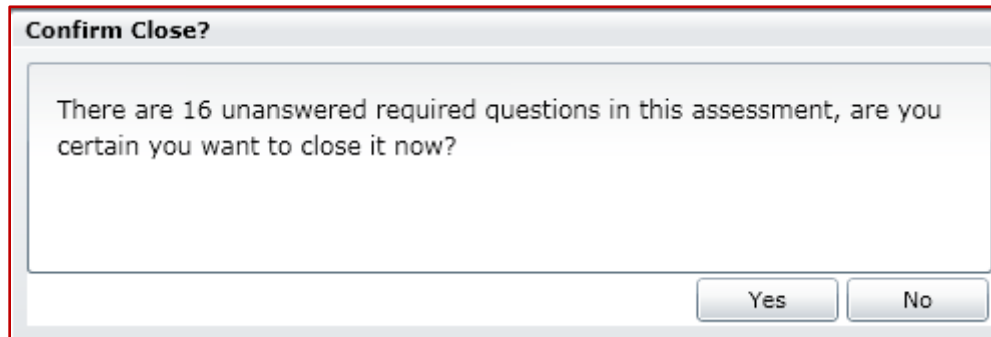 Confirm Close?
There are 16 unanswered required questions in this assessment, are you
certain you want to close it now?
Yes No